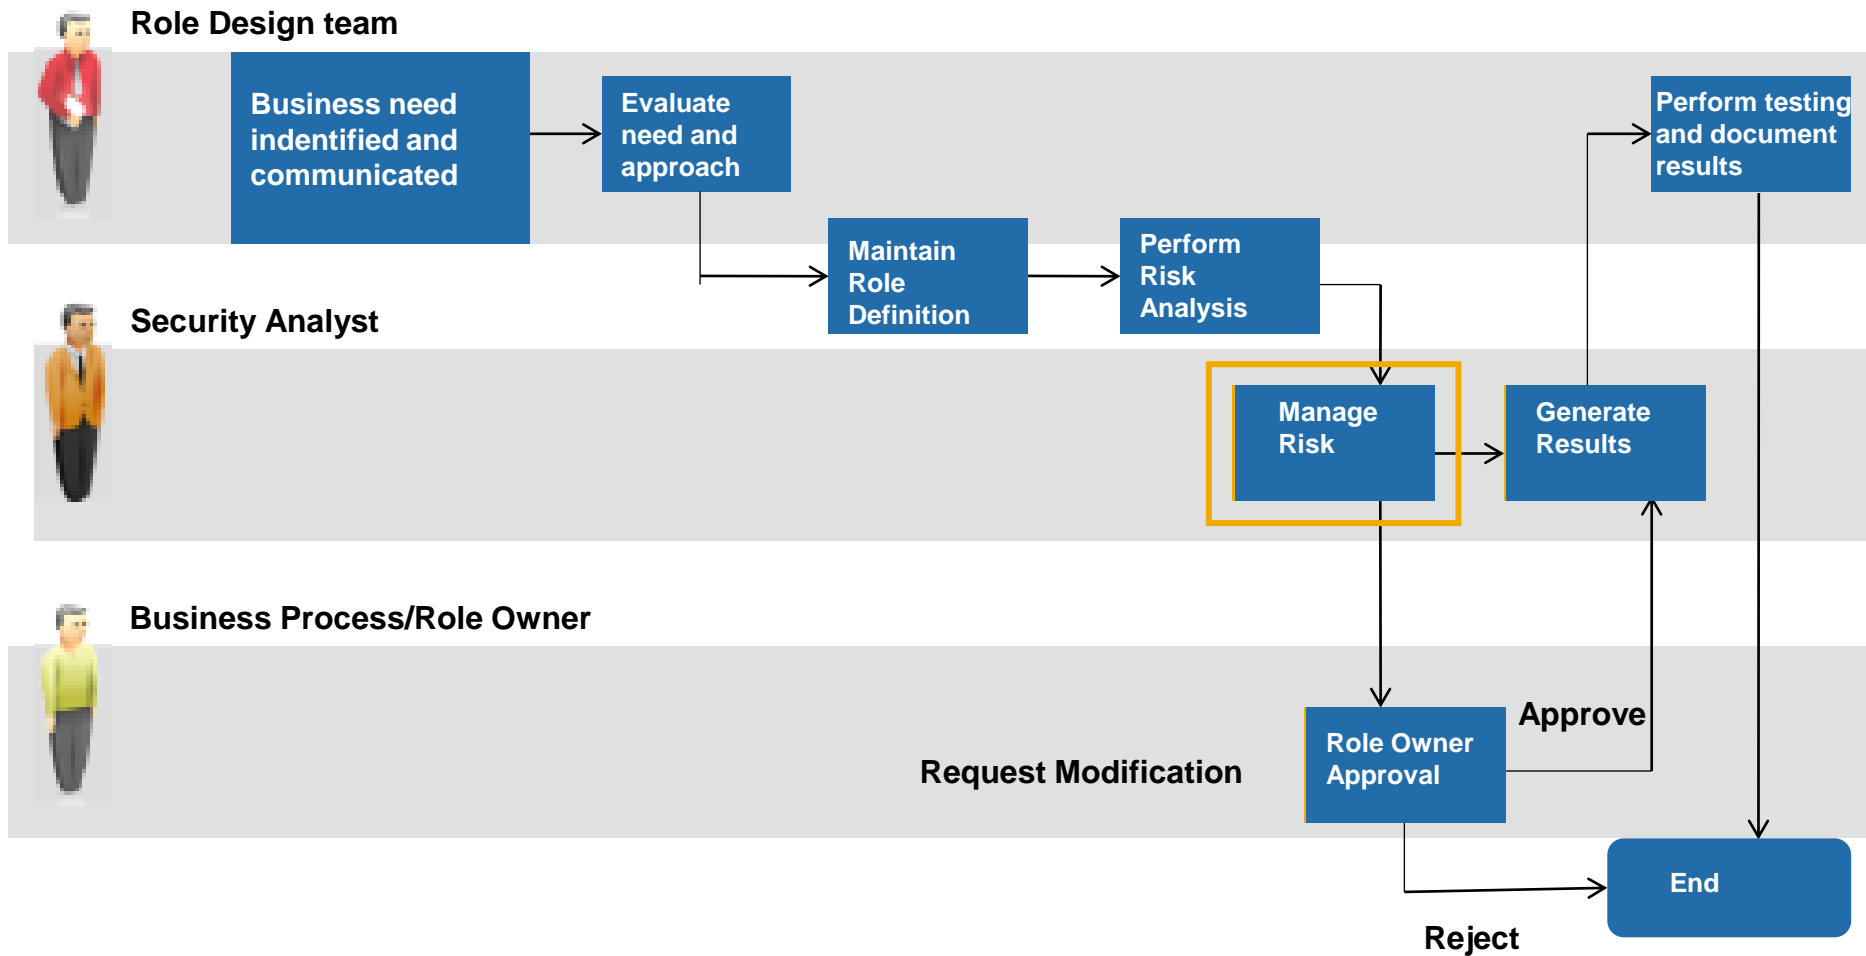 Role Design team
Business need
indentified and
communicated
Evaluate
need and
approach
Perform testing
and document
results
Maintain
Role
Definition
Perform
Risk
Analysis
Security Analyst
Manage
Risk
Generate
Results
Business Process/Role Owner
Request Modification
Role Owner
Approval
Approve
Reject
End